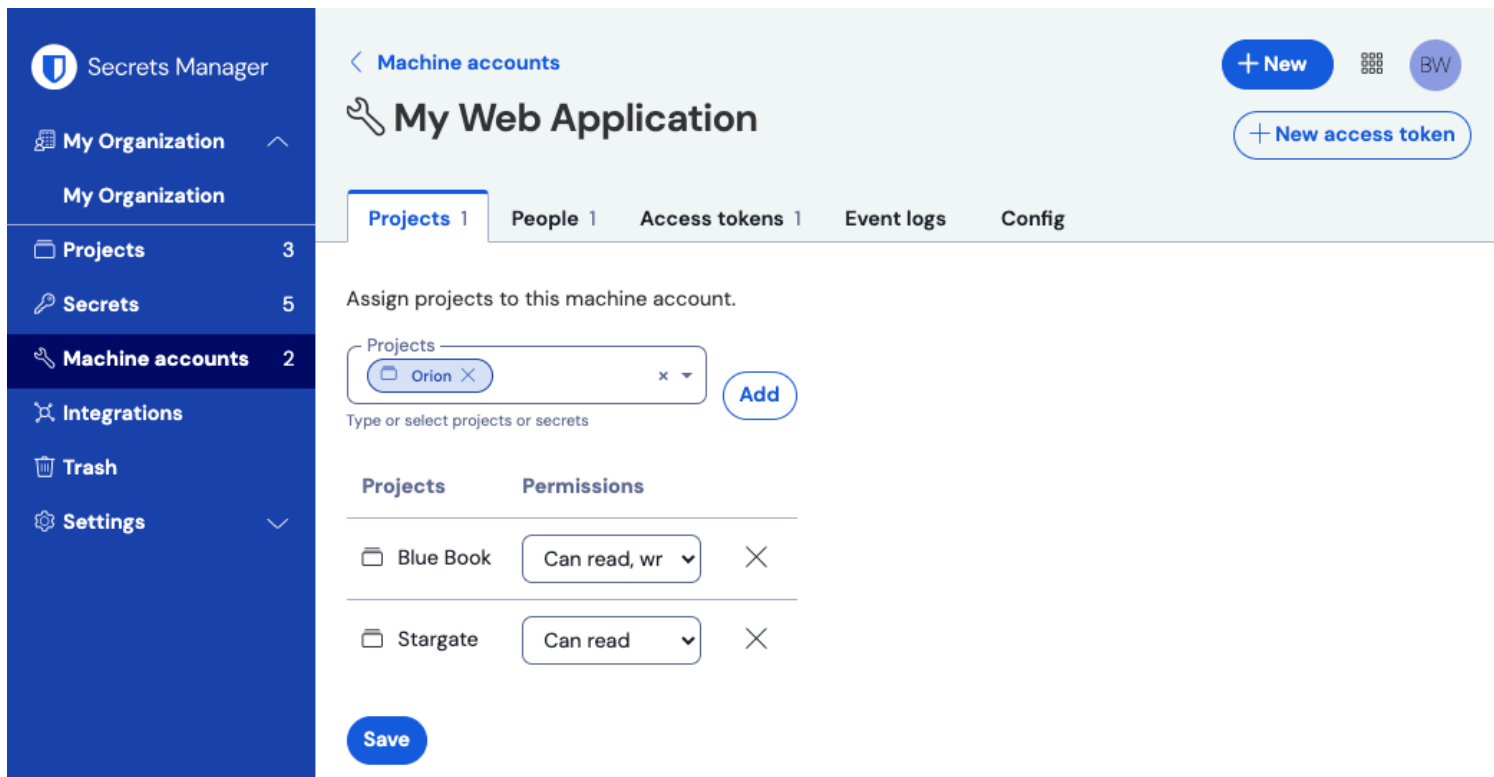 Secrets Manager
My Organization
My Organization
Projects 3
Secrets 5
Machine accounts 2
Integrations
Trash
Settings
Machine accounts
My Web Application
New
BW
New access token
Projects 1
People 1
Access tokens 1
Event logs
Config
Assign projects to this machine account.
Projects
Orion
Add
Type or select projects or secrets
Projects Permissions
Blue Book Can read, wr
Stargate Can read
Save